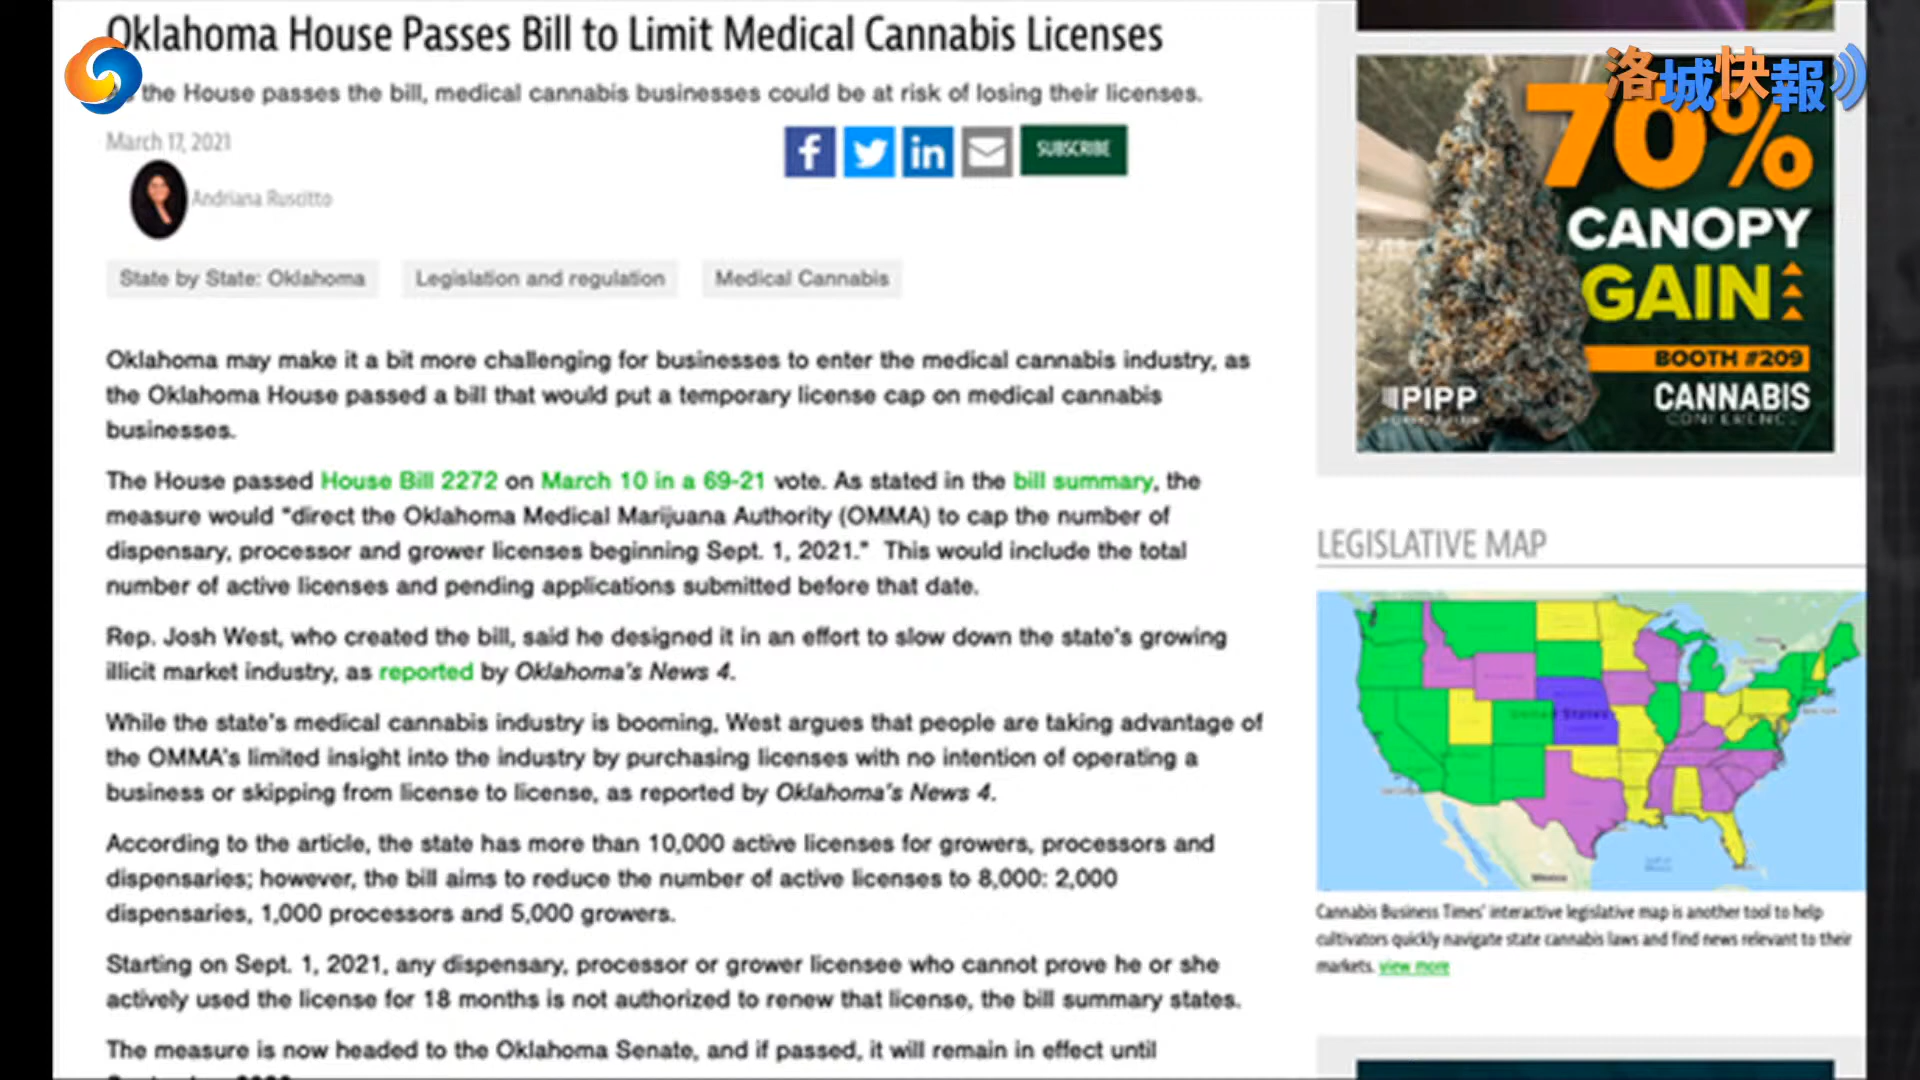 Oklahoma House Passes Bill to Limit Medical Cannabis Licenses
the House passes the bill, medical cannabis businesses could be at risk of losing their licenses.
March 17, 2021
SUBSCRIBE
Andriana Ruscitto
State by State: Oklahoma
Legislation and regulation
Medical Cannabis
Oklahoma may make it a bit more challenging for businesses to enter the medical cannabis industry, as
the Oklahoma House passed a bill that would put a temporary license cap on medical cannabis
businesses.
The House passed House Bill 2272 on March 10 in a 69-21 vote. As stated in the bill summary, the
measure would "direct the Oklahoma Medical Marijuana Authority (OMMA) to cap the number of
dispensary, processor and grower licenses beginning Sept. 1, 2021." This would include the total
number of active licenses and pending applications submitted before that date.
Rep. Josh West, who created the bill, said he designed it in an effort to slow down the state's growing
illicit market industry, as reported by Oklahoma's News 4.
While the state's medical cannabis industry is booming, West argues that people are taking advantage of
the OMMA's limited insight into the industry by purchasing licenses with no intention of operating a
business or skipping from license to license, as reported by Oklahoma's News 4.
According to the article, the state has more than 10,000 active licenses for growers, processors and
dispensaries; however, the bill aims to reduce the number of active licenses to 8,000: 2,000
dispensaries, 1,000 processors and 5,000 growers.
Starting on Sept. 1, 2021, any dispensary, processor or grower licensee who cannot prove he or she
actively used the license for 18 months is not authorized to renew that license, the bill summary states.
The measure is now headed to the Oklahoma Senate, and if passed, it will remain in effect until
洛城快報
70%
CANOPY
GAIN
BOOTH #209
PIPP
CANNABIS
CONFERENCE
LEGISLATIVE MAP
United States
Mexico
Cannabis Business Times' interactive legislative map is another tool to help
cultivators quickly navigate state cannabis laws and find news relevant to their
markets. view more